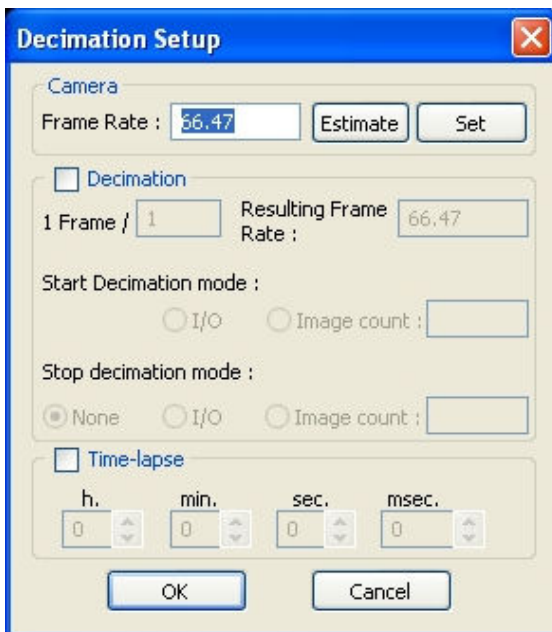 Decimation Setup
Camera
Frame Rate : 66.47 Estimate Set
Decimation
1 Frame / 1 Resulting Frame Rate : 66.47
Start Decimation mode :
I/O Image count :
Stop decimation mode :
None I/O Image count :
Time-lapse
h. min. sec. msec.
0 0 0 0
OK Cancel